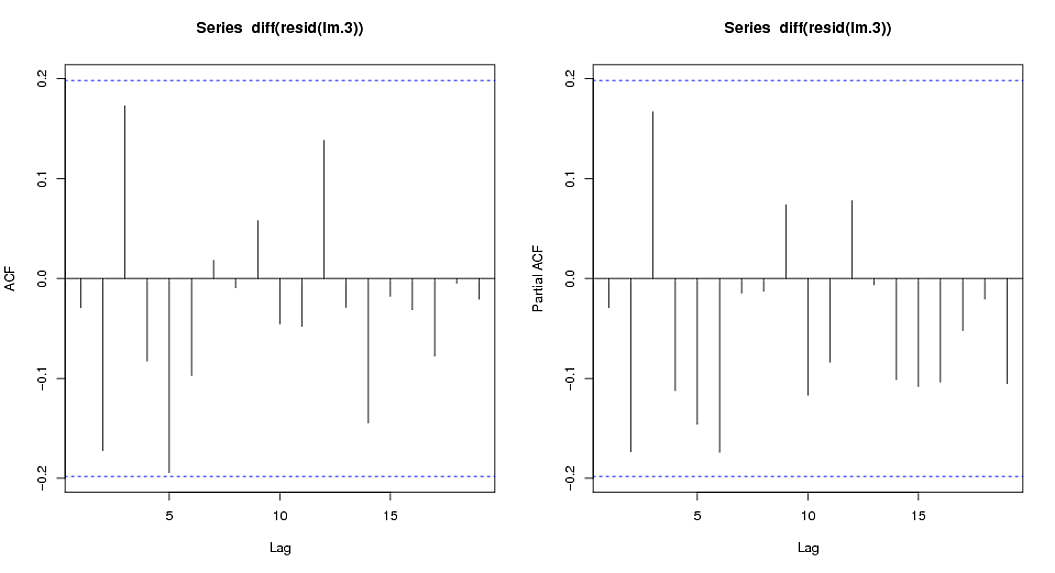 Series  diff(resid(lm.3))
ACF
0.2
0.1
0.0
−0.1
−0.2
5
10
15
Lag
Series  diff(resid(lm.3))
Partial ACF
0.2
0.1
0.0
−0.1
−0.2
5
10
15
Lag